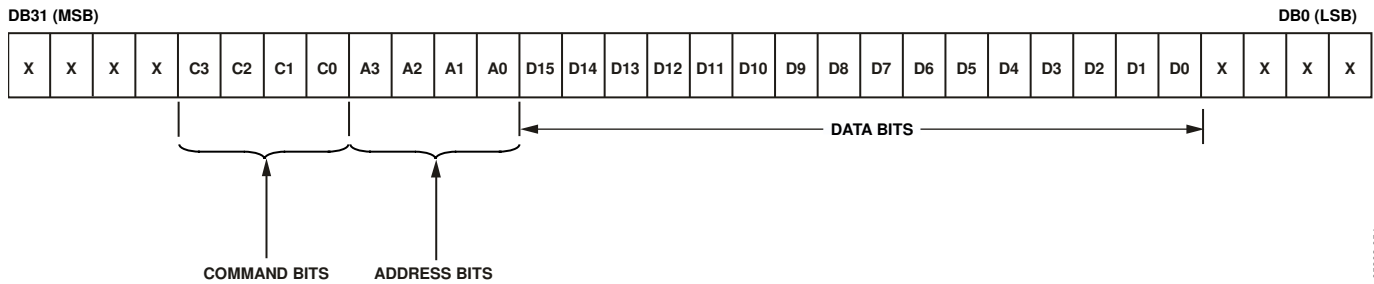 DB31 (MSB) DB0 (LSB)
X X X X C3 C2 C1 C0 A3 A2 A1 A0 D15 D14 D13 D12 D11 D10 D9 D8 D7 D6 D5 D4 D3 D2 D1 D0 X X X X
DATA BITS
COMMAND BITS ADDRESS BITS